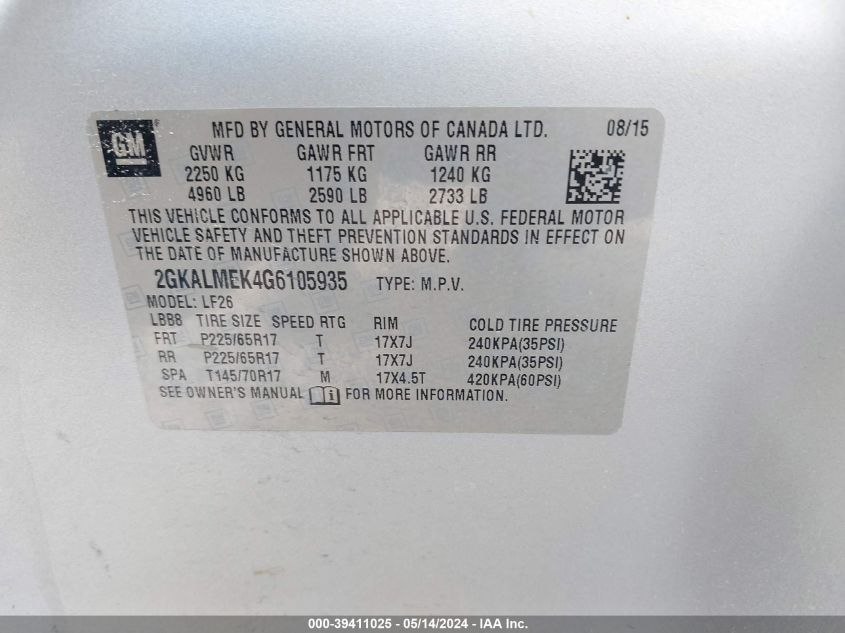 GM ® MFD BY GENERAL MOTORS OF CANADA LTD. 08/15
GVWR GAWR FRT GAWR RR
2250 KG 1175 KG 1240 KG
4960 LB 2590 LB 2733 LB
THIS VEHICLE CONFORMS TO ALL APPLICABLE U.S. FEDERAL MOTOR
VEHICLE SAFETY AND THEFT PREVENTION STANDARDS IN EFFECT ON
THE DATE OF MANUFACTURE SHOWN ABOVE.
2GKALMEK4G6105935 TYPE: M.P.V.
MODEL: LF26
LBB8 TIRE SIZE SPEED RTG RIM COLD TIRE PRESSURE
FRT P225/65R17 T 17X7J 240KPA(35PSI)
RR P225/65R17 T 17X7J 240KPA(35PSI)
SPA T145/70R17 M 17X4.5T 420KPA(60PSI)
SEE OWNER'S MANUAL FOR MORE INFORMATION.
000-39411025 - 05/14/2024 - IAA Inc.